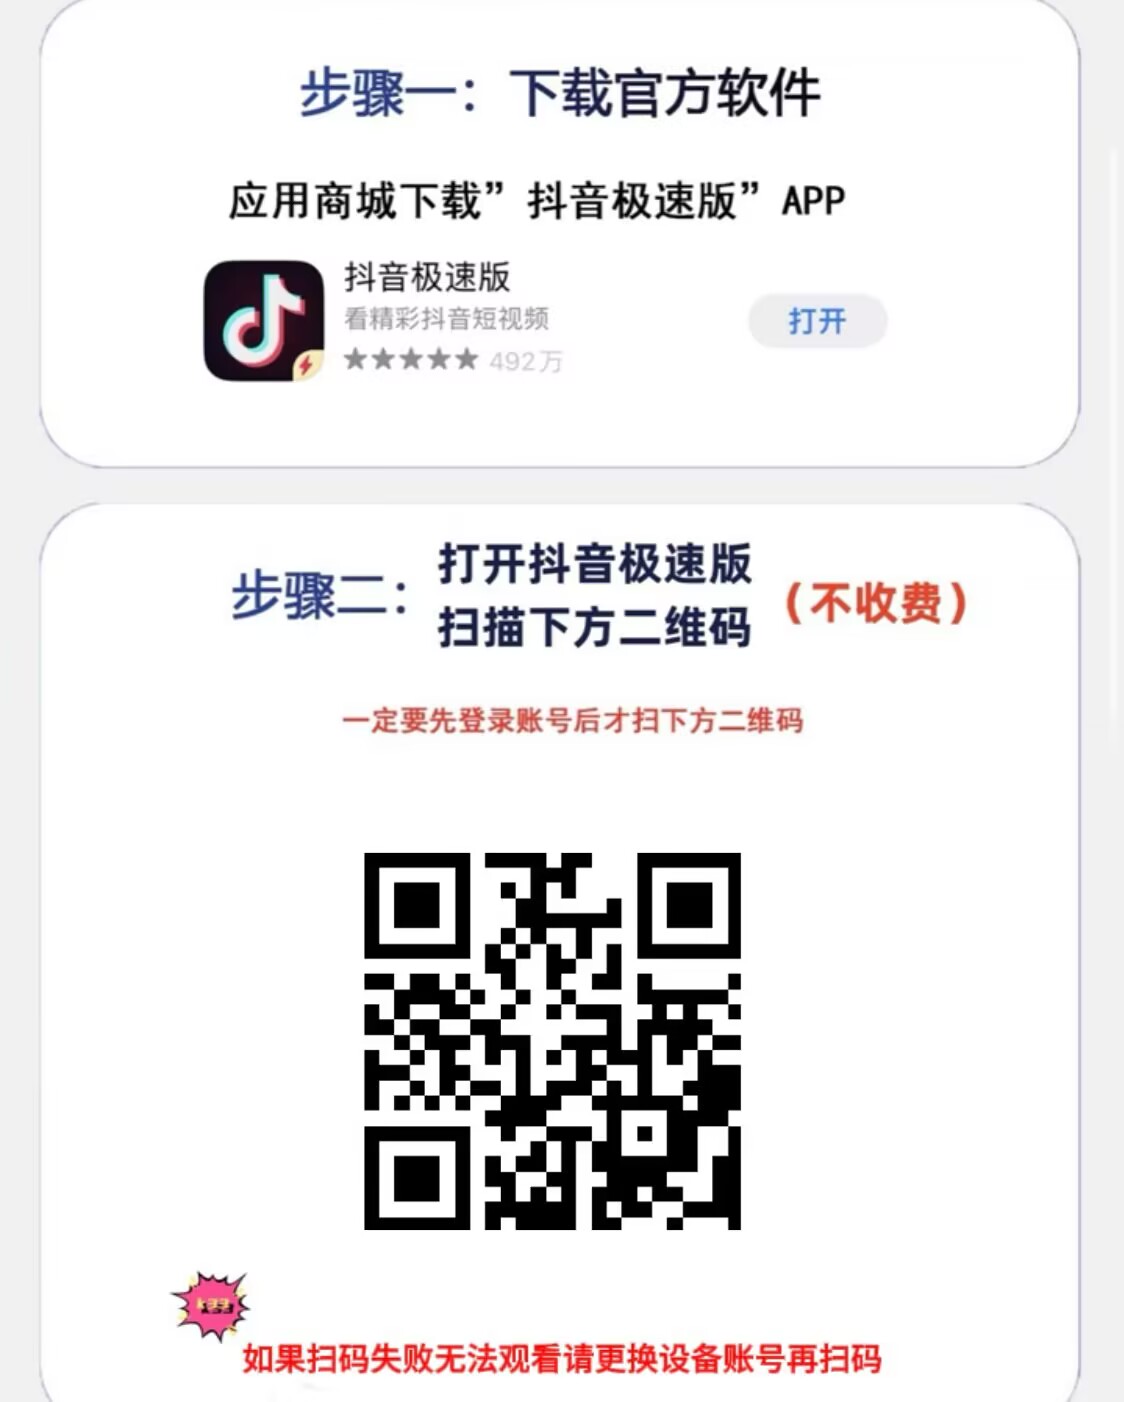 步骤一：下载官方软件
应用商城下载”抖音极速版”APP
抖音极速版
看精彩抖音短视频
492万
打开
步骤二：
打开抖音极速版
扫描下方二维码
（不收费）
一定要先登录账号后才扫下方二维码
如果扫码失败无法观看请更换设备账号再扫码